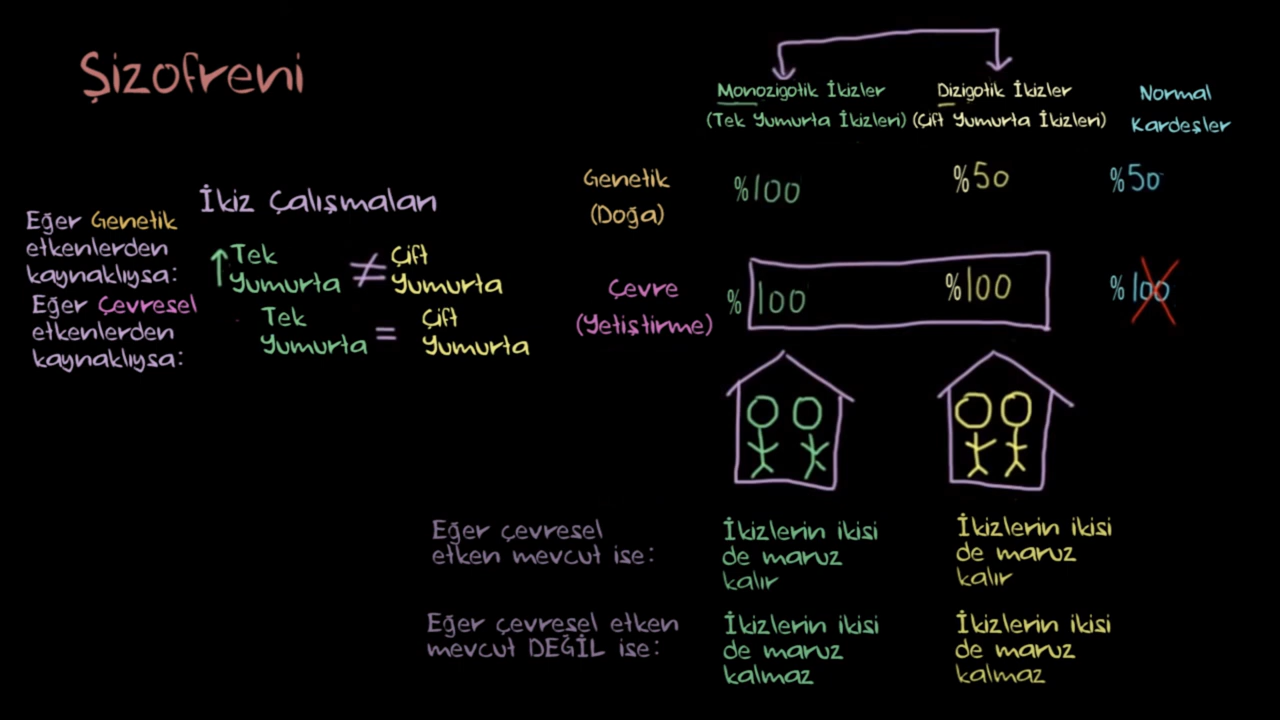 Şizofreni
Monozigotik İkizler
(Tek Yumurta İkizleri)
Dizigotik İkizler
(Çift Yumurta İkizleri)
Normal
Kardeşler
Genetik
(Doğa)
%100
%50
%50
Çevre
(Yetiştirme)
%100
%100
%100
İkiz Çalışmaları
Eğer Genetik
etkenlerden
kaynaklıysa:
↑Tek
Yumurta
≠
Çift
Yumurta
Eğer Çevresel
etkenlerden
kaynaklıysa:
Tek
Yumurta
=
Çift
Yumurta
Eğer çevresel
etken mevcut ise:
İkizlerin ikisi
de maruz
kalır
İkizlerin ikisi
de maruz
kalır
Eğer çevresel etken
mevcut DEĞİL ise:
İkizlerin ikisi
de maruz
kalmaz
İkizlerin ikisi
de maruz
kalmaz